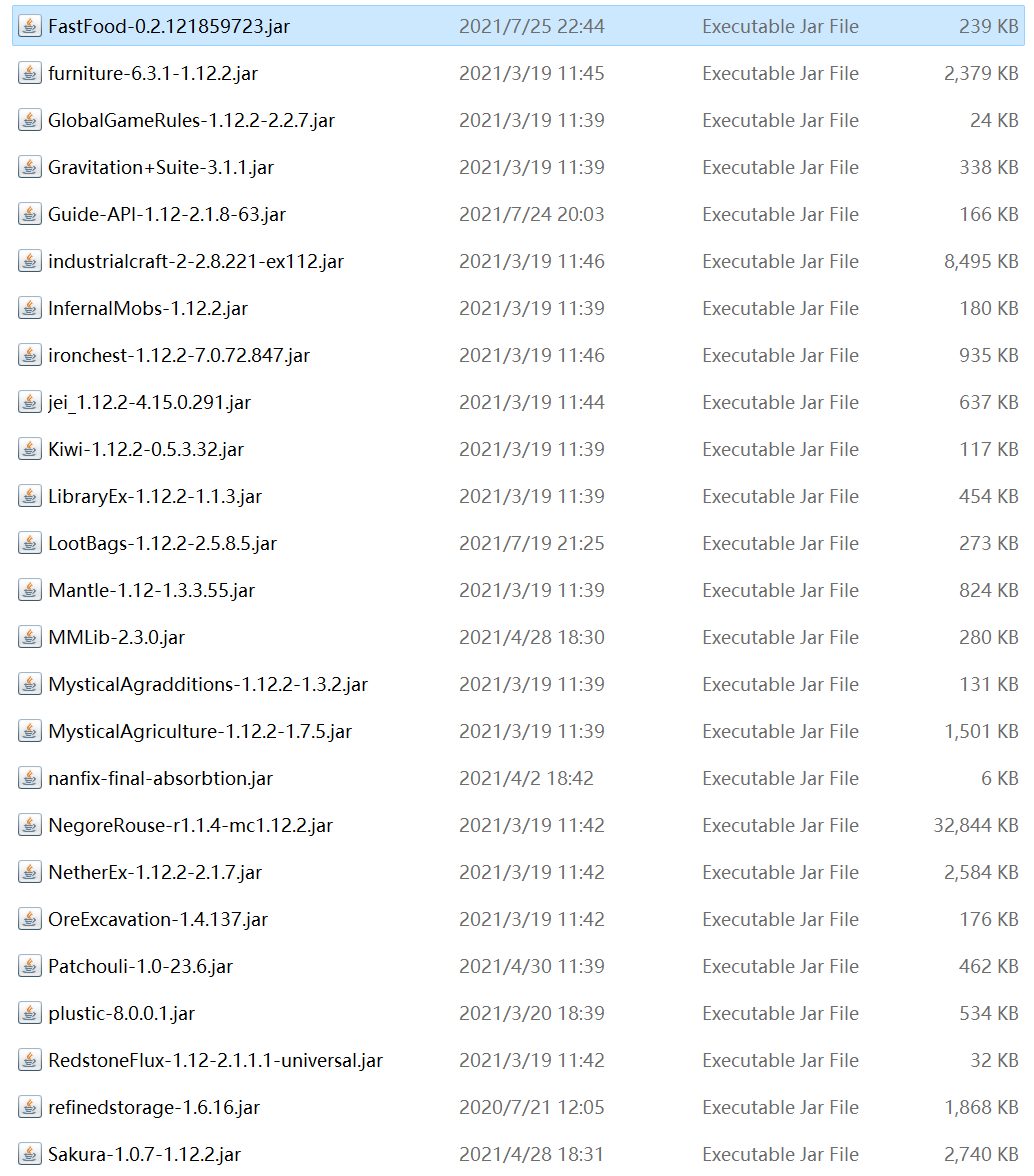 FastFood-0.2.121859723.jar 2021/7/25 22:44 Executable Jar File 239 KB
furniture-6.3.1-1.12.2.jar 2021/3/19 11:45 Executable Jar File 2,379 KB
GlobalGameRules-1.12.2-2.2.7.jar 2021/3/19 11:39 Executable Jar File 24 KB
Gravitation+Suite-3.1.1.jar 2021/3/19 11:39 Executable Jar File 338 KB
Guide-API-1.12-2.1.8-63.jar 2021/7/24 20:03 Executable Jar File 166 KB
industrialcraft-2-2.8.221-ex112.jar 2021/3/19 11:46 Executable Jar File 8,495 KB
InfernalMobs-1.12.2.jar 2021/3/19 11:39 Executable Jar File 180 KB
ironchest-1.12.2-7.0.72.847.jar 2021/3/19 11:46 Executable Jar File 935 KB
jei_1.12.2-4.15.0.291.jar 2021/3/19 11:44 Executable Jar File 637 KB
Kiwi-1.12.2-0.5.3.32.jar 2021/3/19 11:39 Executable Jar File 117 KB
LibraryEx-1.12.2-1.1.3.jar 2021/3/19 11:39 Executable Jar File 454 KB
LootBags-1.12.2-2.5.8.5.jar 2021/7/19 21:25 Executable Jar File 273 KB
Mantle-1.12-1.3.3.55.jar 2021/3/19 11:39 Executable Jar File 824 KB
MMLib-2.3.0.jar 2021/4/28 18:30 Executable Jar File 280 KB
MysticalAgradditions-1.12.2-1.3.2.jar 2021/3/19 11:39 Executable Jar File 131 KB
MysticalAgriculture-1.12.2-1.7.5.jar 2021/3/19 11:39 Executable Jar File 1,501 KB
nanfix-final-absorbtion.jar 2021/4/2 18:42 Executable Jar File 6 KB
NegoreRouse-r1.1.4-mc1.12.2.jar 2021/3/19 11:42 Executable Jar File 32,844 KB
NetherEx-1.12.2-2.1.7.jar 2021/3/19 11:42 Executable Jar File 2,584 KB
OreExcavation-1.4.137.jar 2021/3/19 11:42 Executable Jar File 176 KB
Patchouli-1.0-23.6.jar 2021/4/30 11:39 Executable Jar File 462 KB
plustic-8.0.0.1.jar 2021/3/20 18:39 Executable Jar File 534 KB
RedstoneFlux-1.12-2.1.1.1-universal.jar 2021/3/19 11:42 Executable Jar File 32 KB
refinedstorage-1.6.16.jar 2020/7/21 12:05 Executable Jar File 1,868 KB
Sakura-1.0.7-1.12.2.jar 2021/4/28 18:31 Executable Jar File 2,740 KB